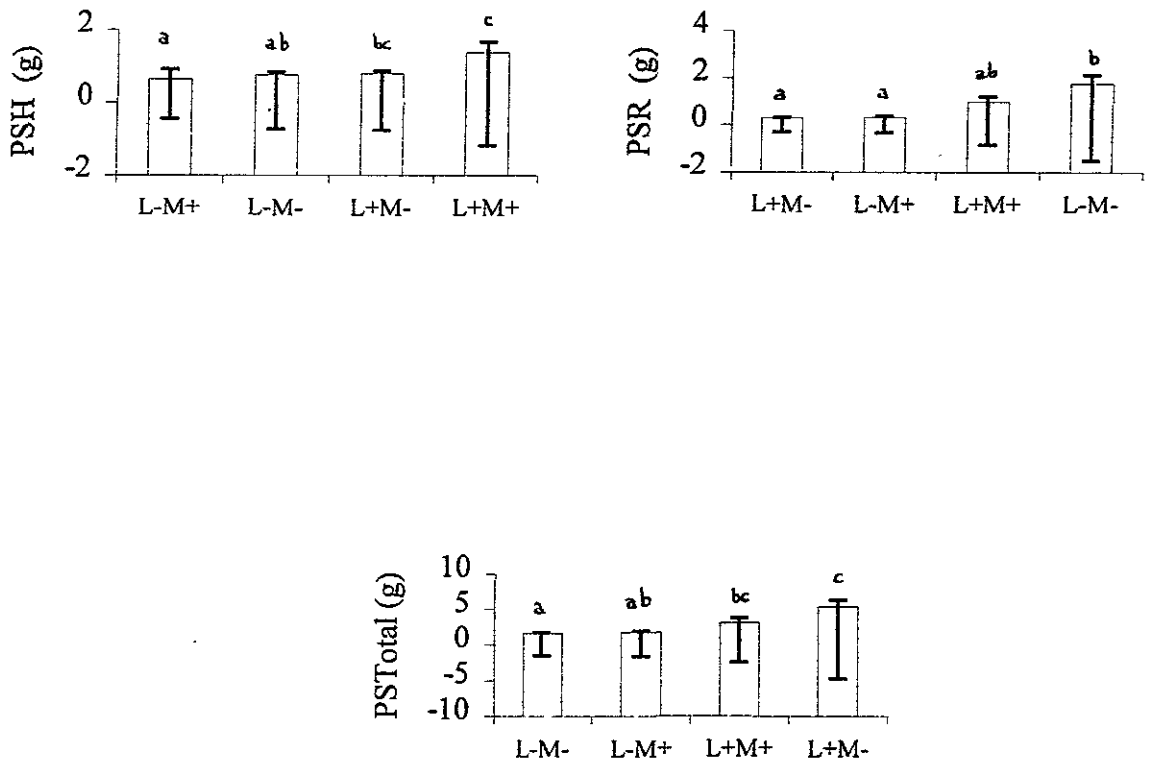 PSH (g)
2
0
-2
a
ab
bc
c
L-M+ L-M- L+M- L+M+
PSR (g)
4
2
0
-2
a
a
ab
b
L+M- L-M+ L+M+ L-M-
PSTotal (g)
10
5
0
-5
-10
a
ab
bc
c
L-M- L-M+ L+M+ L+M-